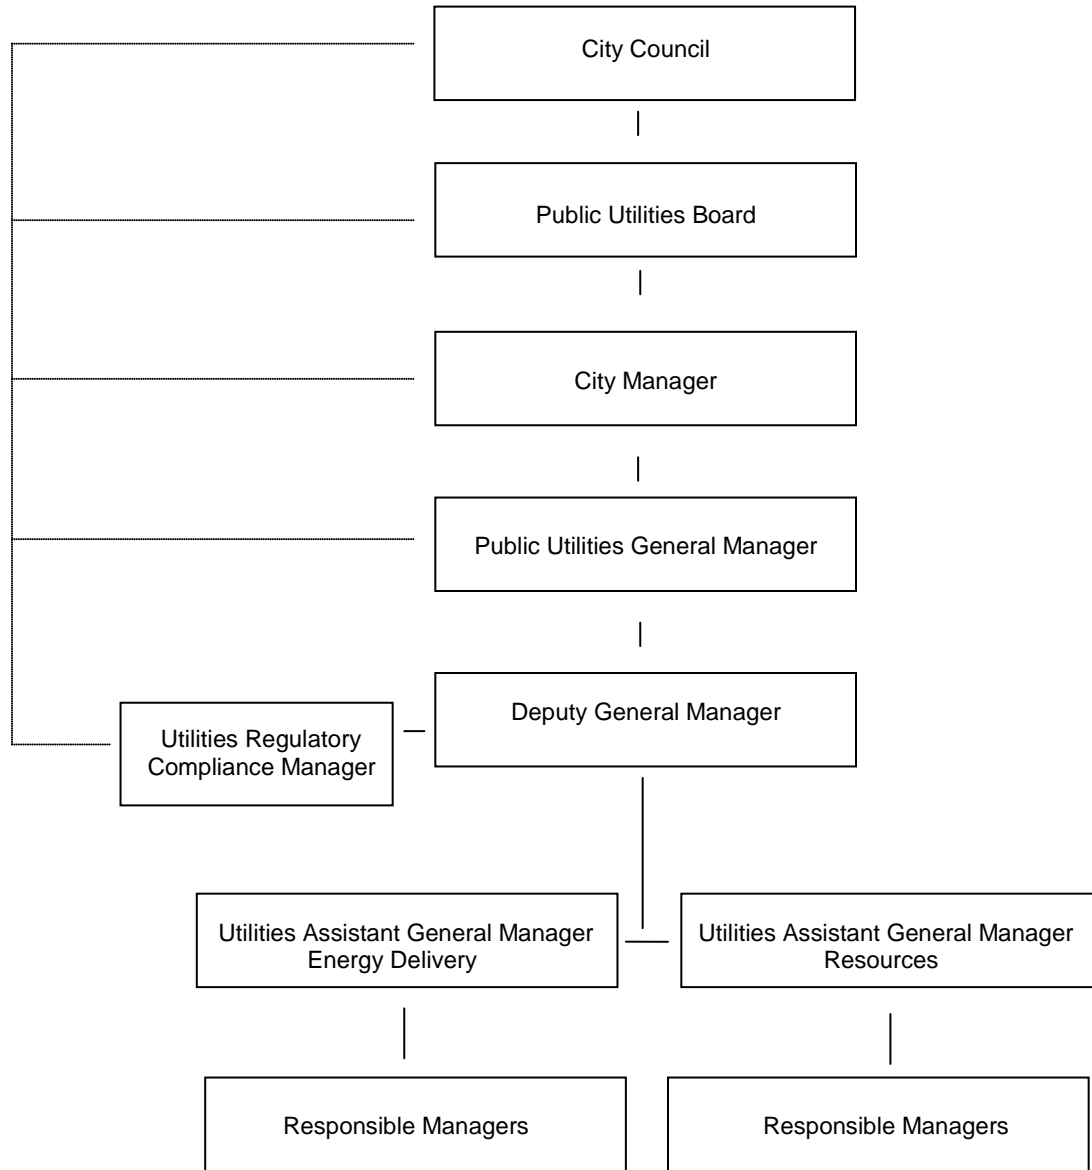 City Council
Public Utilities Board
City Manager
Public Utilities General Manager
Deputy General Manager
Utilities Regulatory
Compliance Manager
Utilities Assistant General Manager
Energy Delivery
Utilities Assistant General Manager
Resources
Responsible Managers
Responsible Managers